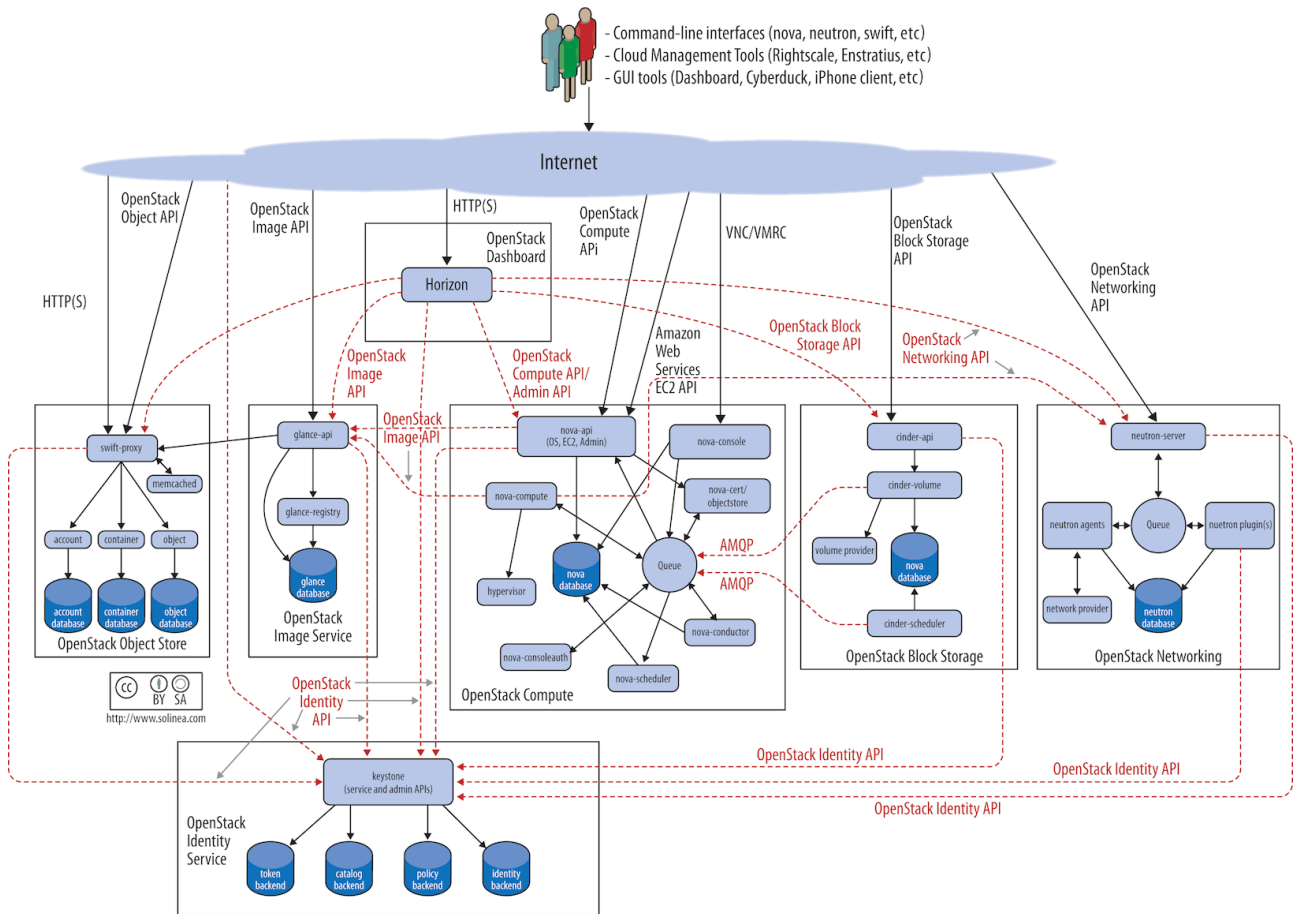 - Command-line interfaces (nova, neutron, swift, etc)
- Cloud Management Tools (Rightscale, Enstratius, etc)
- GUI tools (Dashboard, Cyberduck, iPhone client, etc)
Internet
OpenStack
Object API
OpenStack
Image API
HTTP(S)
OpenStack
Compute
APi
VNC/VMRC
OpenStack
Block Storage
API
OpenStack
Networking
API
HTTP(S)
OpenStack
Dashboard
Horizon
OpenStack
Image
API
OpenStack
Compute API/
Admin API
Amazon
Web
Services
EC2 API
OpenStack Block
Storage API
OpenStack
Networking API
OpenStack
Image API
swift-proxy
memcached
account
container
object
account
database
container
database
object
database
OpenStack Object Store
glance-api
glance-registry
glance
database
OpenStack
Image Service
nova-api
(OS, EC2, Admin)
nova-console
nova-compute
nova-cert/
objectstore
Queue
hypervisor
nova
database
nova-conductor
nova-consoleauth
nova-scheduler
OpenStack Compute
AMQP
AMQP
cinder-api
cinder-volume
volume provider
nova
database
cinder-scheduler
OpenStack Block Storage
neutron-server
neutron agents
Queue
nuetron plugin(s)
network provider
neutron
database
OpenStack Networking
cc
BY SA
http://www.solinea.com
OpenStack
Identity
API
OpenStack Identity API
OpenStack Identity API
OpenStack Identity API
keystone
(service and admin APIs)
OpenStack
Identity
Service
token
backend
catalog
backend
policy
backend
identity
backend